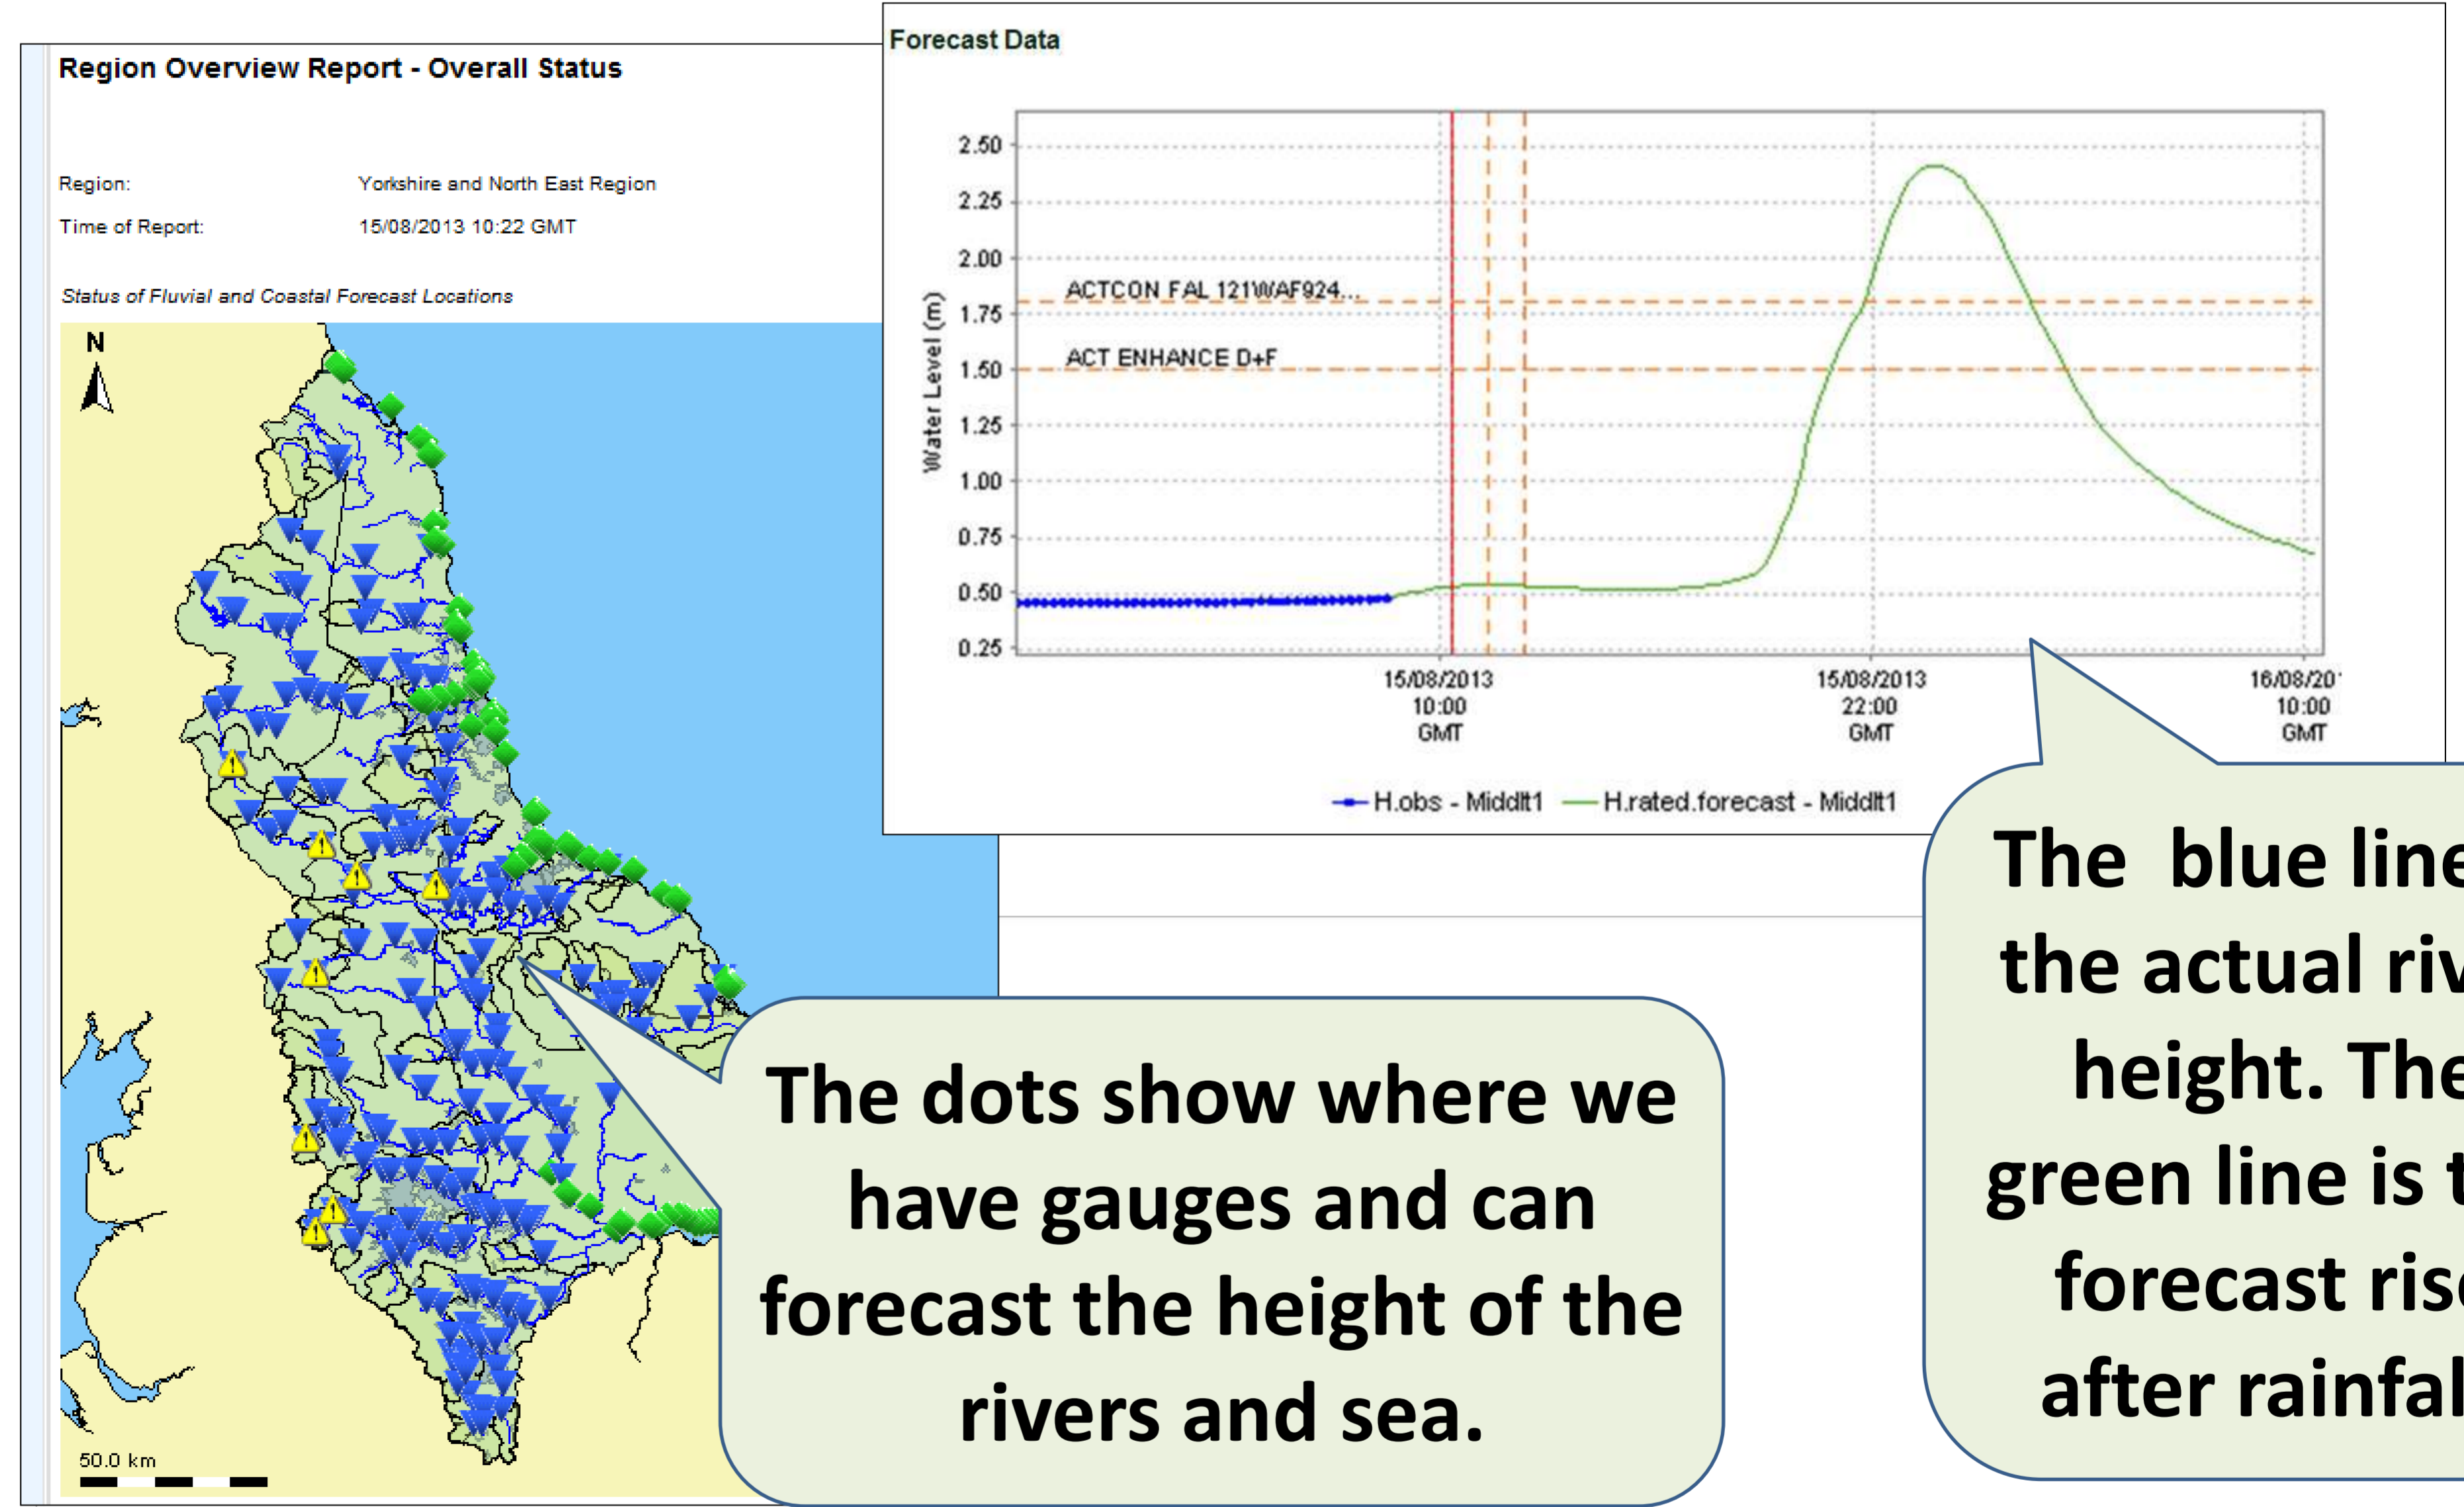 Region Overview Report - Overall Status
Region: Yorkshire and North East Region
Time of Report: 15/08/2013 10:22 GMT
Status of Fluvial and Coastal Forecast Locations
N
50.0 km
Forecast Data
Water Level (m)
2.50
2.25
2.00
1.75
1.50
1.25
1.00
0.75
0.50
0.25
ACTCON FAL 121WAF924...
ACT ENHANCE D+F
15/08/2013 15/08/2013 16/08/20
10:00 22:00 10:00
GMT GMT GMT
H.obs - Middlt1 H.rated.forecast - Middlt1
The dots show where we
have gauges and can
forecast the height of the
rivers and sea.
The blue line
the actual riv
height. The
green line is t
forecast rise
after rainfal